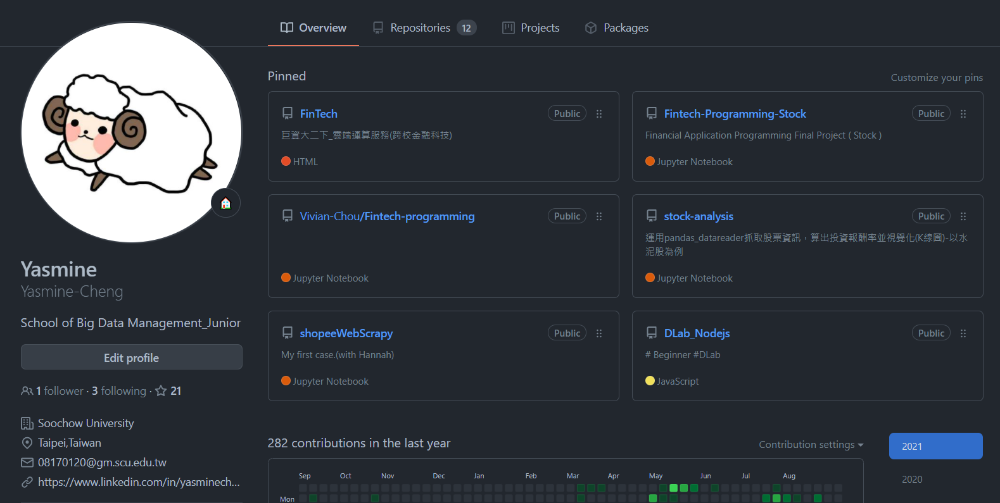 Overview
Repositories 12
Projects
Packages
Yasmine
Yasmine-Cheng
School of Big Data Management_Junior
Edit profile
1 follower · 3 following · 21
Soochow University
Taipei,Taiwan
08170120@gm.scu.edu.tw
https://www.linkedin.com/in/yasminech...
Pinned
Customize your pins
FinTech
Public
巨資大二下_雲端運算服務(跨校金融科技)
HTML
Fintech-Programming-Stock
Public
Financial Application Programming Final Project ( Stock )
Jupyter Notebook
Vivian-Chou/Fintech-programming
Public
Jupyter Notebook
stock-analysis
Public
運用pandas_datareader抓取股票資訊，算出投資報酬率並視覺化(K線圖)-以水
泥股為例
Jupyter Notebook
shopeeWebScrapy
Public
My first case.(with Hannah)
Jupyter Notebook
DLab_Nodejs
Public
# Beginner #DLab
JavaScript
282 contributions in the last year
Contribution settings
2021
2020
Sep Oct Nov Dec Jan Feb Mar Apr May Jun Jul Aug
Mon